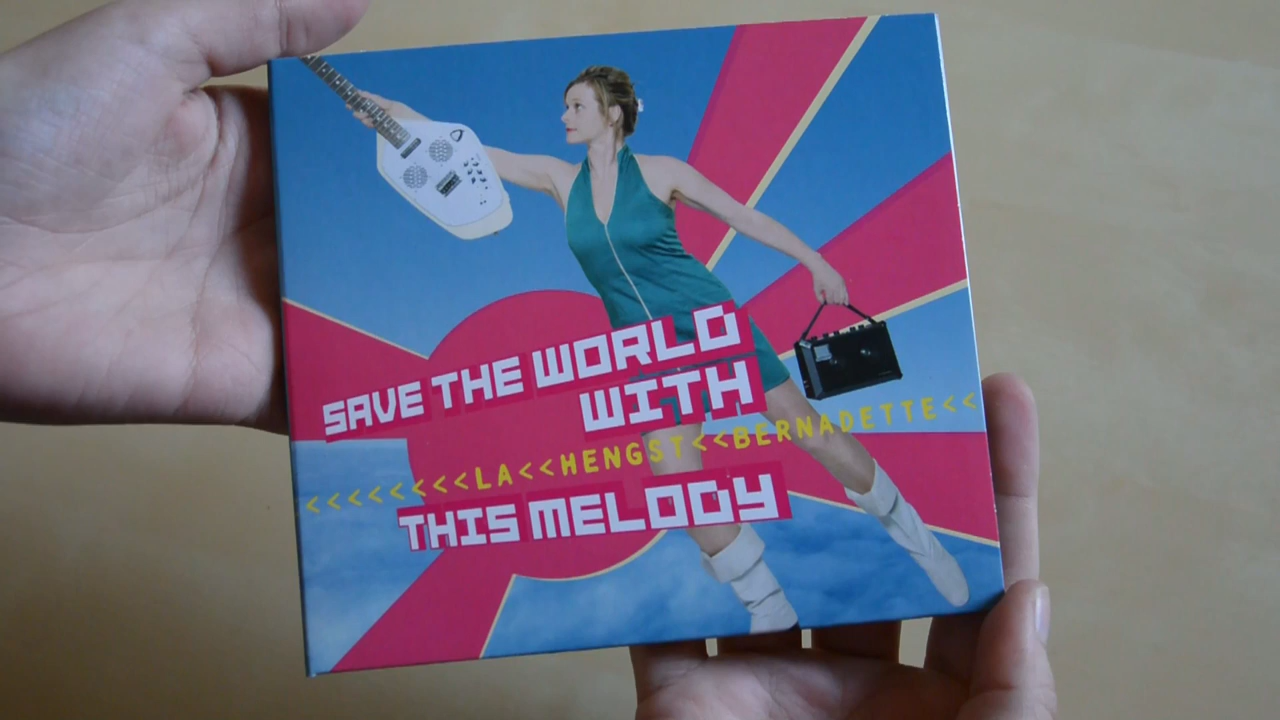 SAVE THE WORLD
WITH
<<<<<<<<LA<<HENGST<<BERNADETTE<<
THIS MELODY